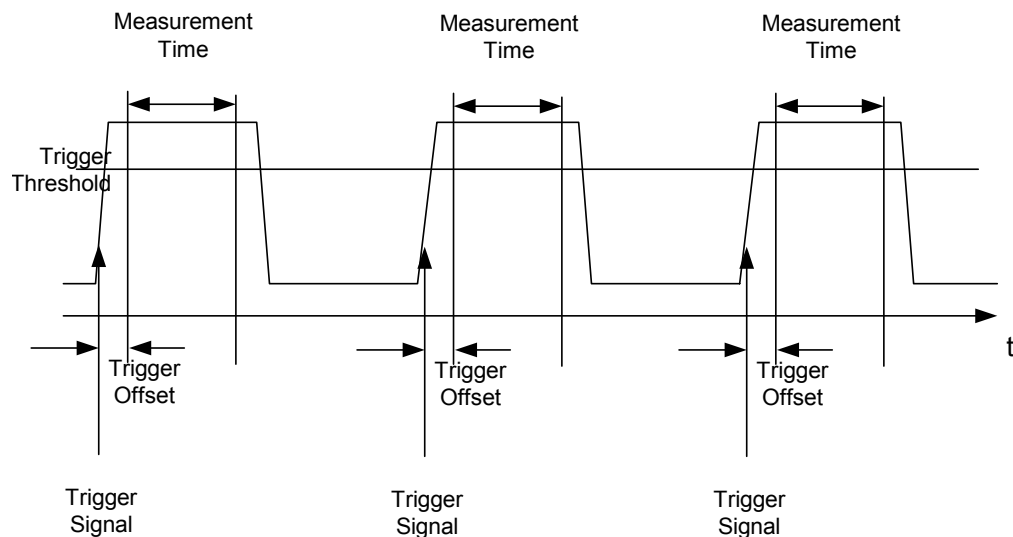 Measurement
Time
Measurement
Time
Measurement
Time
Trigger
Threshold
t
Trigger
Offset
Trigger
Offset
Trigger
Offset
Trigger
Signal
Trigger
Signal
Trigger
Signal